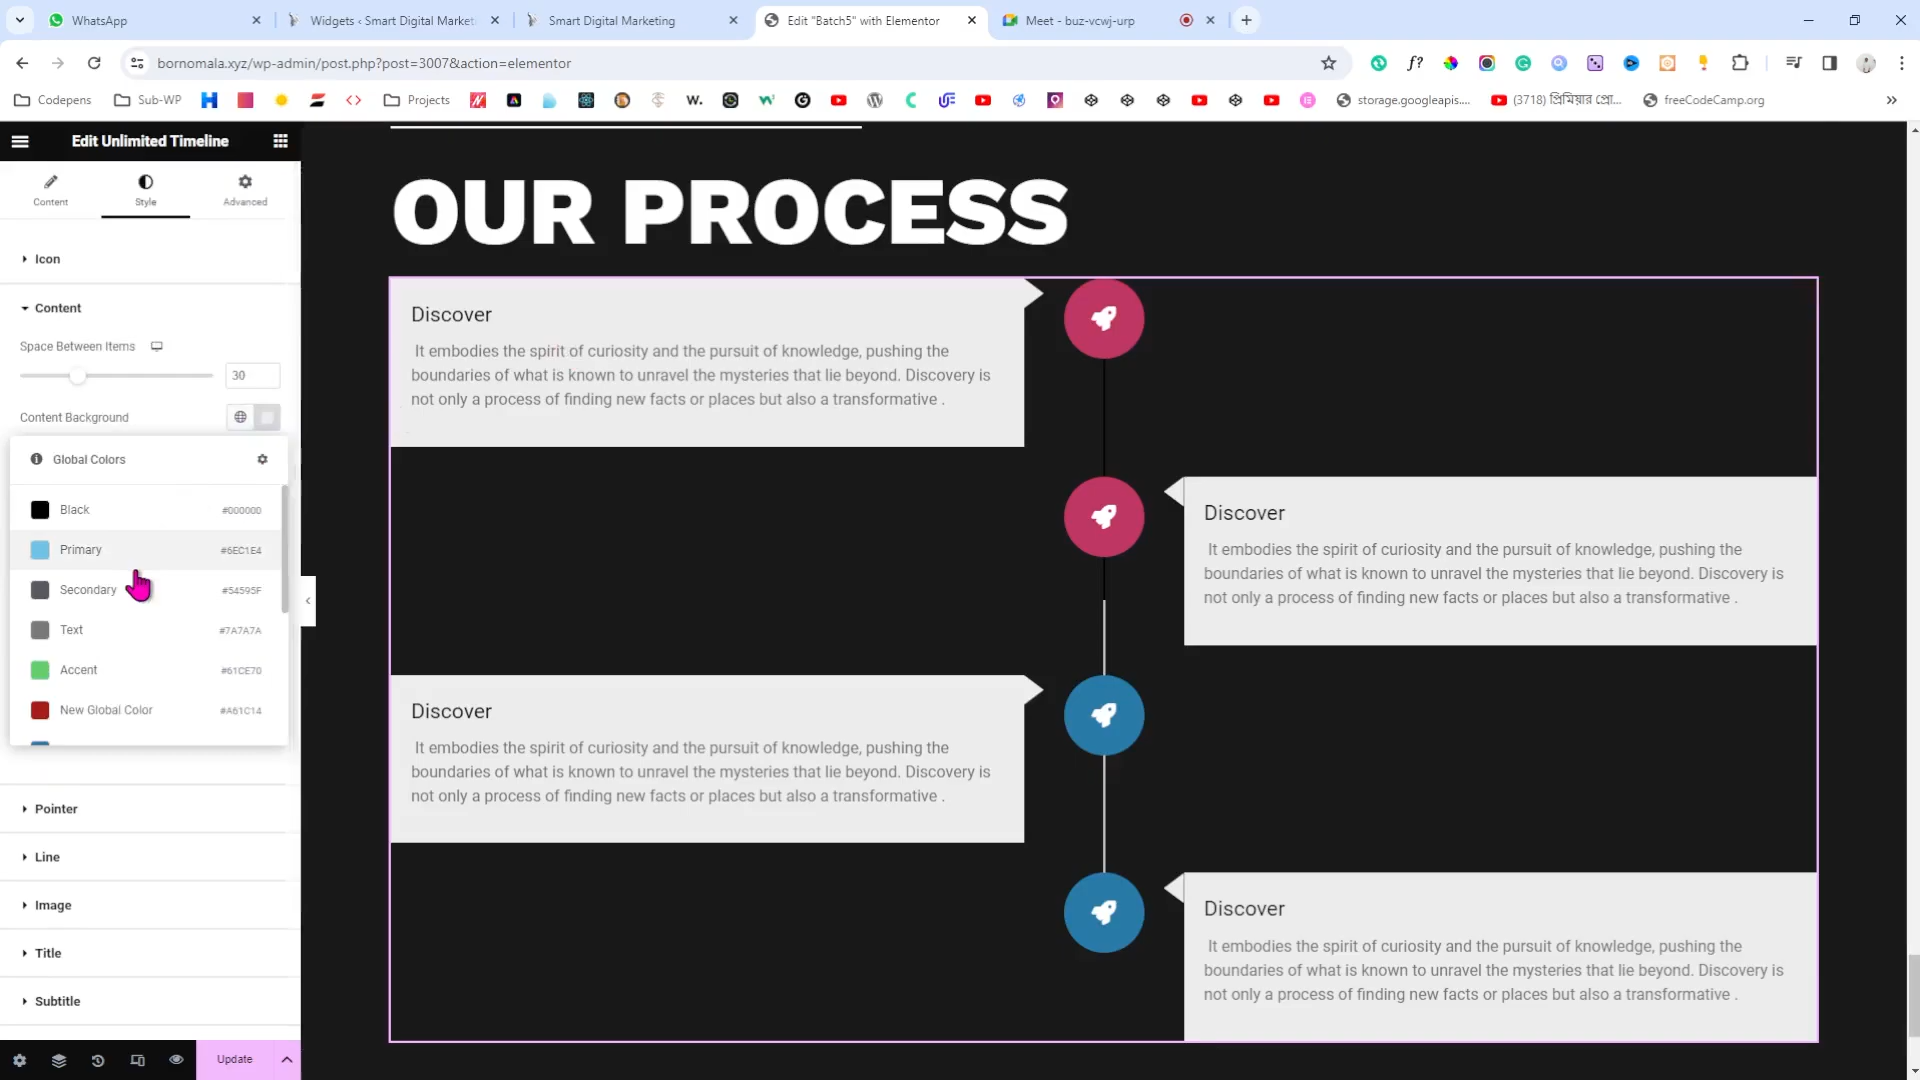 WhatsApp
Widgets ‹ Smart Digital Market
Smart Digital Marketing
Edit "Batch5" with Elementor
Meet - buz-vcwj-urp
bornomala.xyz/wp-admin/post.php?post=3007&action=elementor
f?
Codepens
Sub-WP
Projects
w.
storage.googleapis....
(3718) প্রিমিয়ার প্রো...
freeCodeCamp.org
Edit Unlimited Timeline
Content
Style
Advanced
Icon
Content
Space Between Items
30
Content Background
Global Colors
Black
#000000
Primary
#6EC1E4
Secondary
#54595F
Text
#7A7A7A
Accent
#61CE70
New Global Color
#A61C14
Pointer
Line
Image
Title
Subtitle
Update
OUR PROCESS
Discover
It embodies the spirit of curiosity and the pursuit of knowledge, pushing the
boundaries of what is known to unravel the mysteries that lie beyond. Discovery is
not only a process of finding new facts or places but also a transformative .
Discover
It embodies the spirit of curiosity and the pursuit of knowledge, pushing the
boundaries of what is known to unravel the mysteries that lie beyond. Discovery is
not only a process of finding new facts or places but also a transformative .
Discover
It embodies the spirit of curiosity and the pursuit of knowledge, pushing the
boundaries of what is known to unravel the mysteries that lie beyond. Discovery is
not only a process of finding new facts or places but also a transformative .
Discover
It embodies the spirit of curiosity and the pursuit of knowledge, pushing the
boundaries of what is known to unravel the mysteries that lie beyond. Discovery is
not only a process of finding new facts or places but also a transformative .